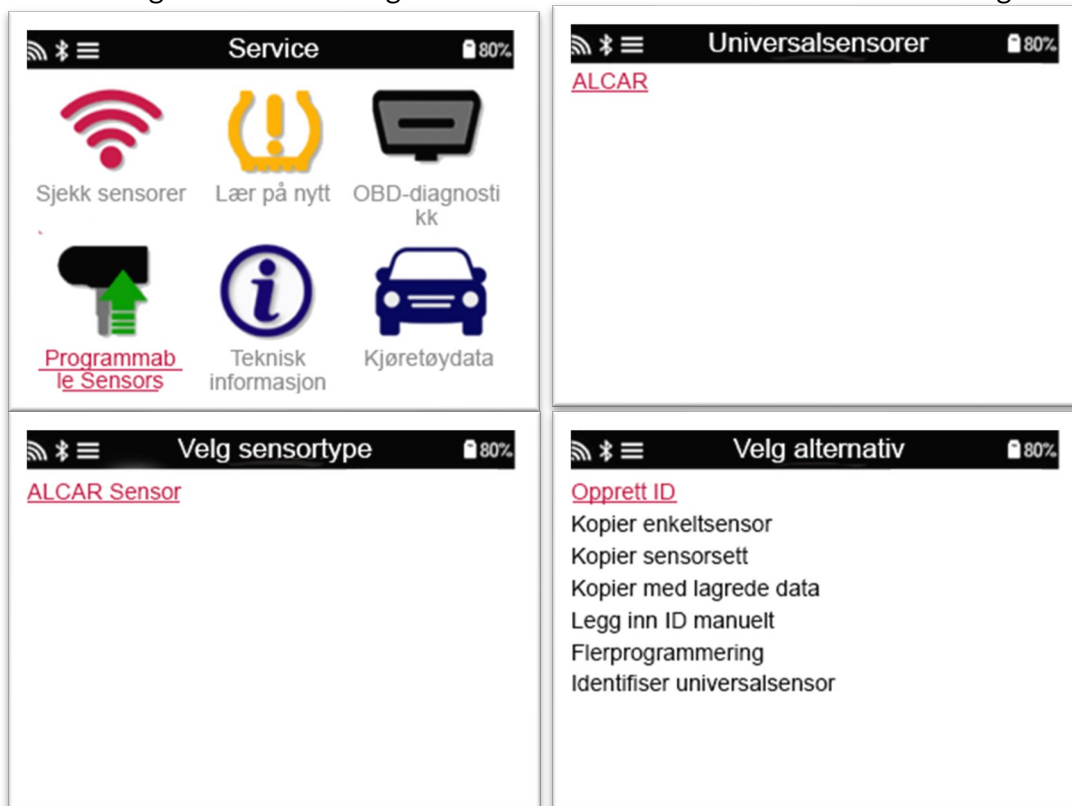 Service
80%
Sjekk sensorer
Lær på nytt
OBD-diagnosti
kk
Programmab
le Sensors
Teknisk
informasjon
Kjøretøydata
Universalsensorer
80%
ALCAR
Velg sensortype
80%
ALCAR Sensor
Velg alternativ
80%
Opprett ID
Kopier enkeltsensor
Kopier sensorsett
Kopier med lagrede data
Legg inn ID manuelt
Flerprogrammering
Identifiser universalsensor